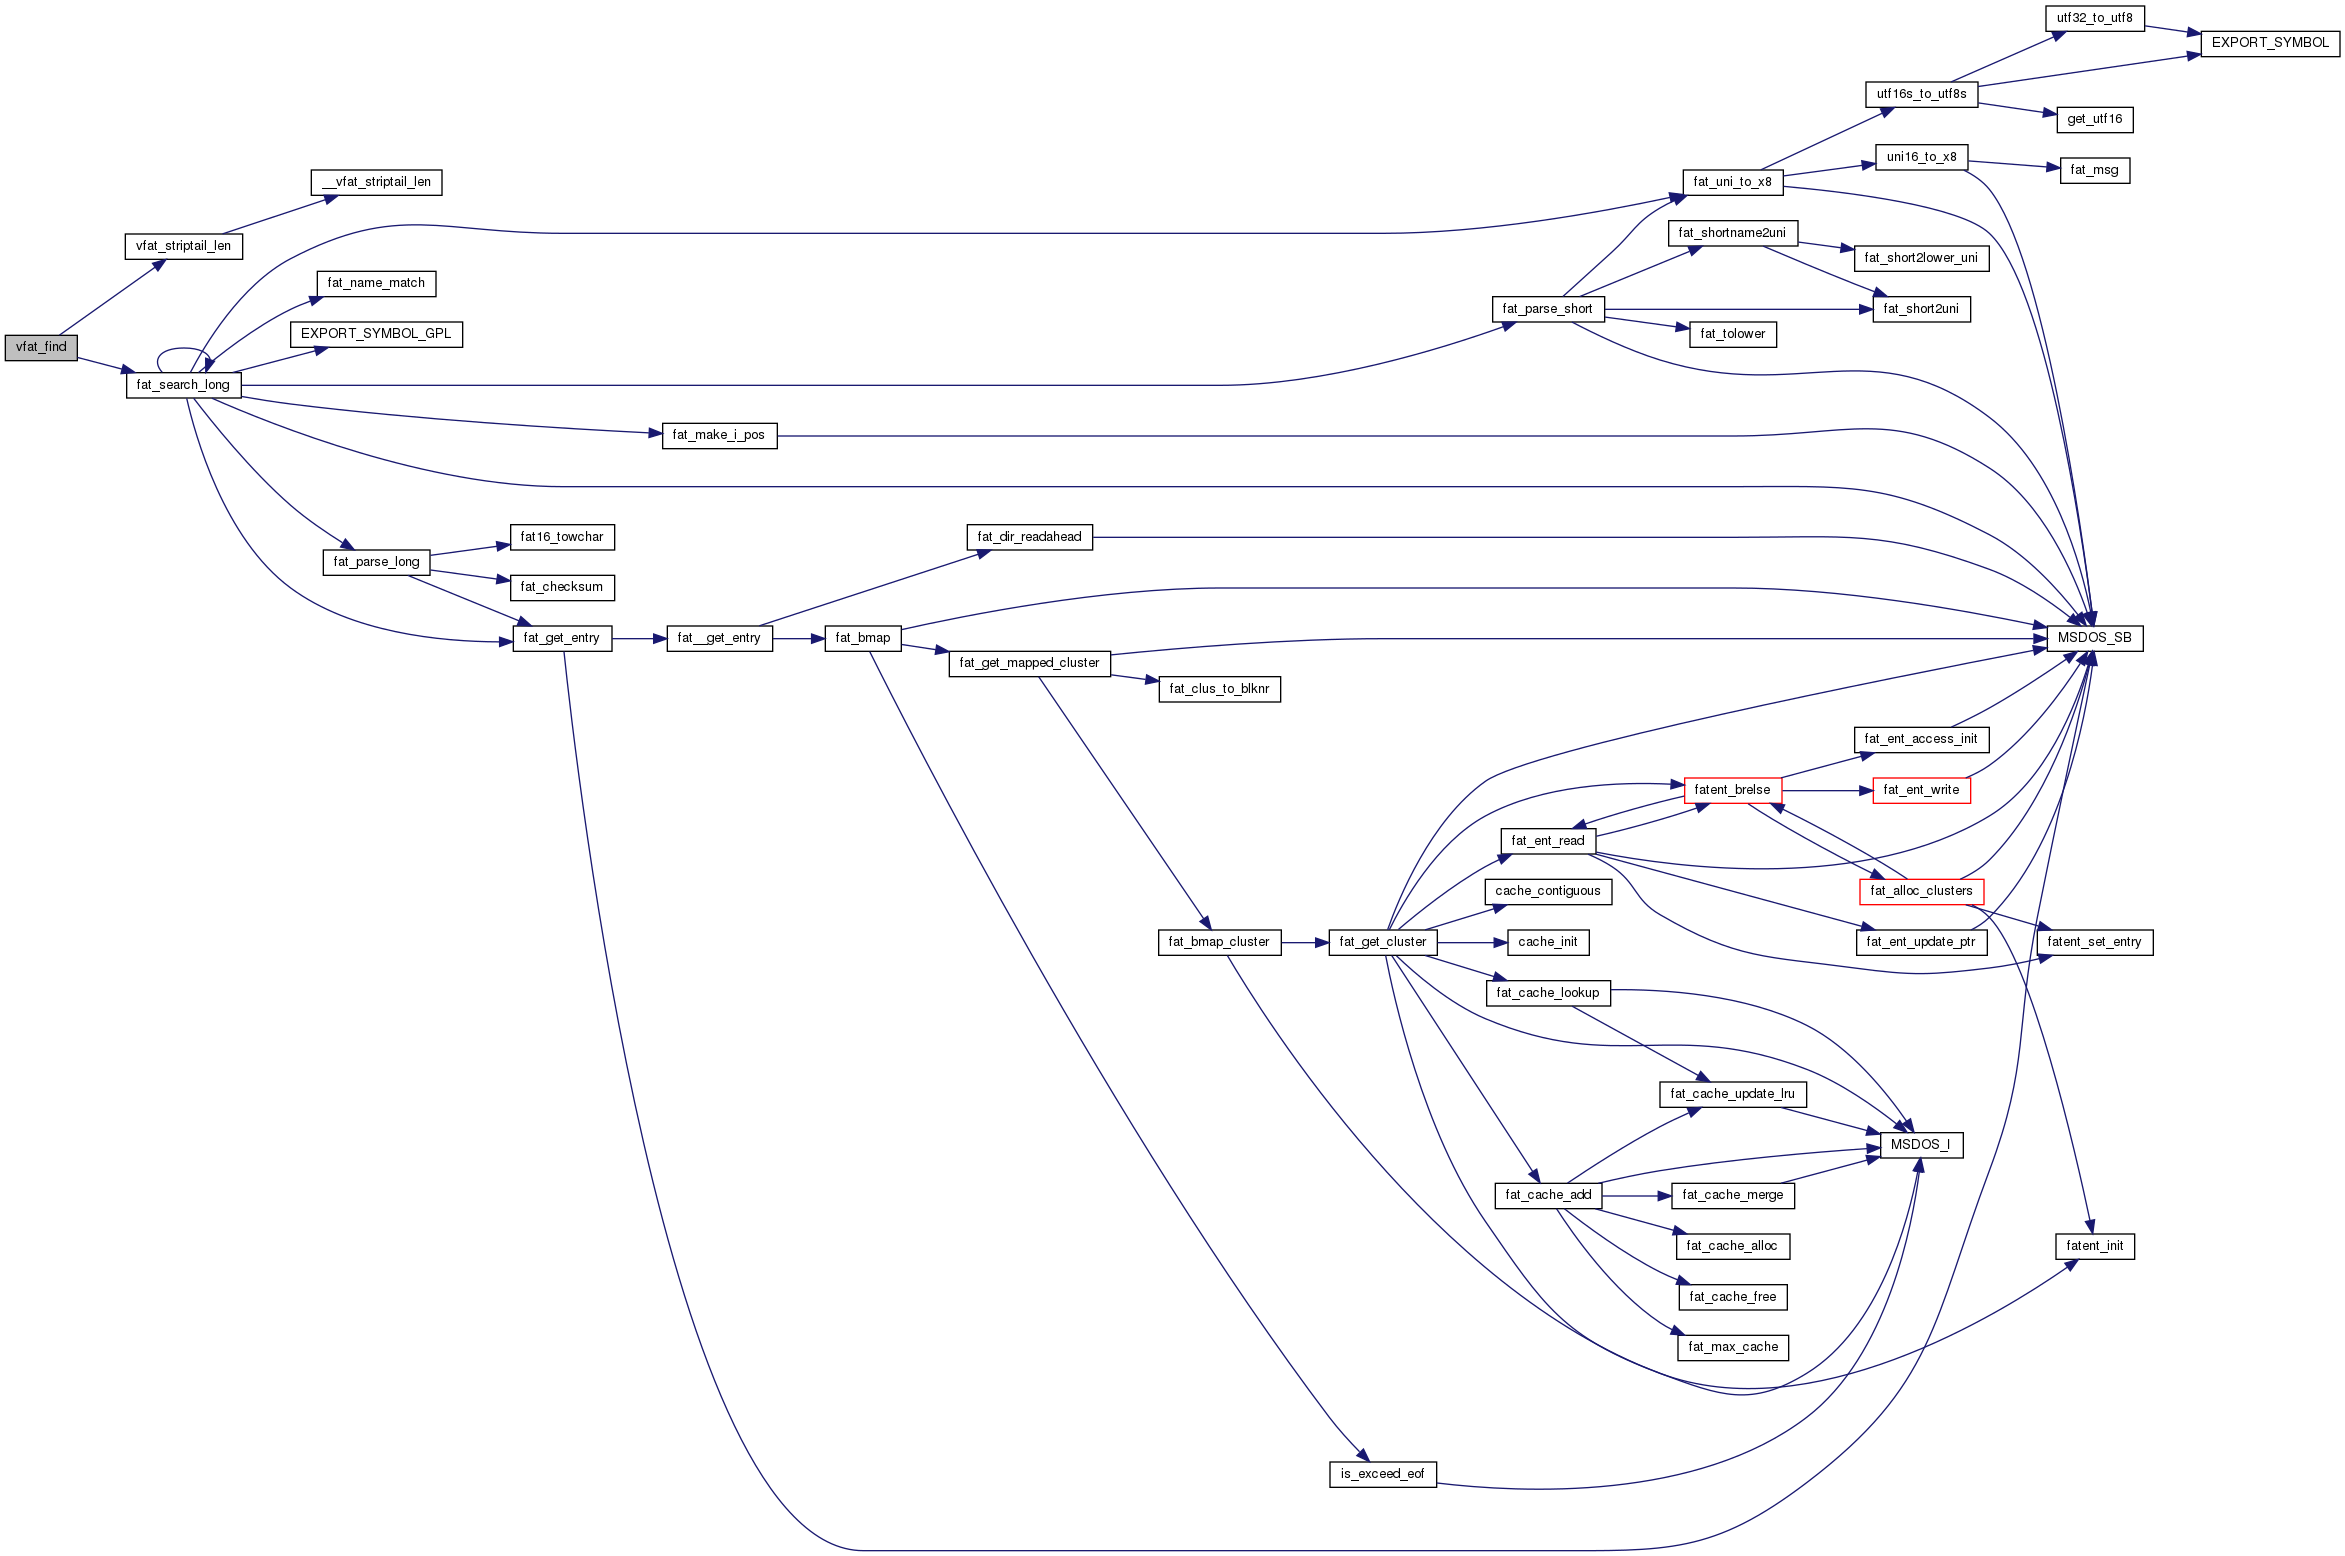 vfat_find
vfat_striptail_len
__vfat_striptail_len
fat_search_long
fat_name_match
EXPORT_SYMBOL_GPL
fat_make_i_pos
fat_parse_long
fat16_towchar
fat_checksum
fat_get_entry
fat__get_entry
fat_dir_readahead
fat_bmap
fat_get_mapped_cluster
fat_clus_to_blknr
fat_bmap_cluster
fat_get_cluster
is_exceed_eof
fat_parse_short
fat_uni_to_x8
fat_shortname2uni
fat_tolower
utf16s_to_utf8s
uni16_to_x8
fat_short2lower_uni
fat_short2uni
utf32_to_utf8
EXPORT_SYMBOL
get_utf16
fat_msg
MSDOS_SB
fat_ent_access_init
fatent_brelse
fat_ent_write
fat_ent_read
cache_contiguous
fat_alloc_clusters
cache_init
fat_ent_update_ptr
fatent_set_entry
fat_cache_lookup
fat_cache_update_lru
MSDOS_I
fat_cache_add
fat_cache_merge
fat_cache_alloc
fatent_init
fat_cache_free
fat_max_cache